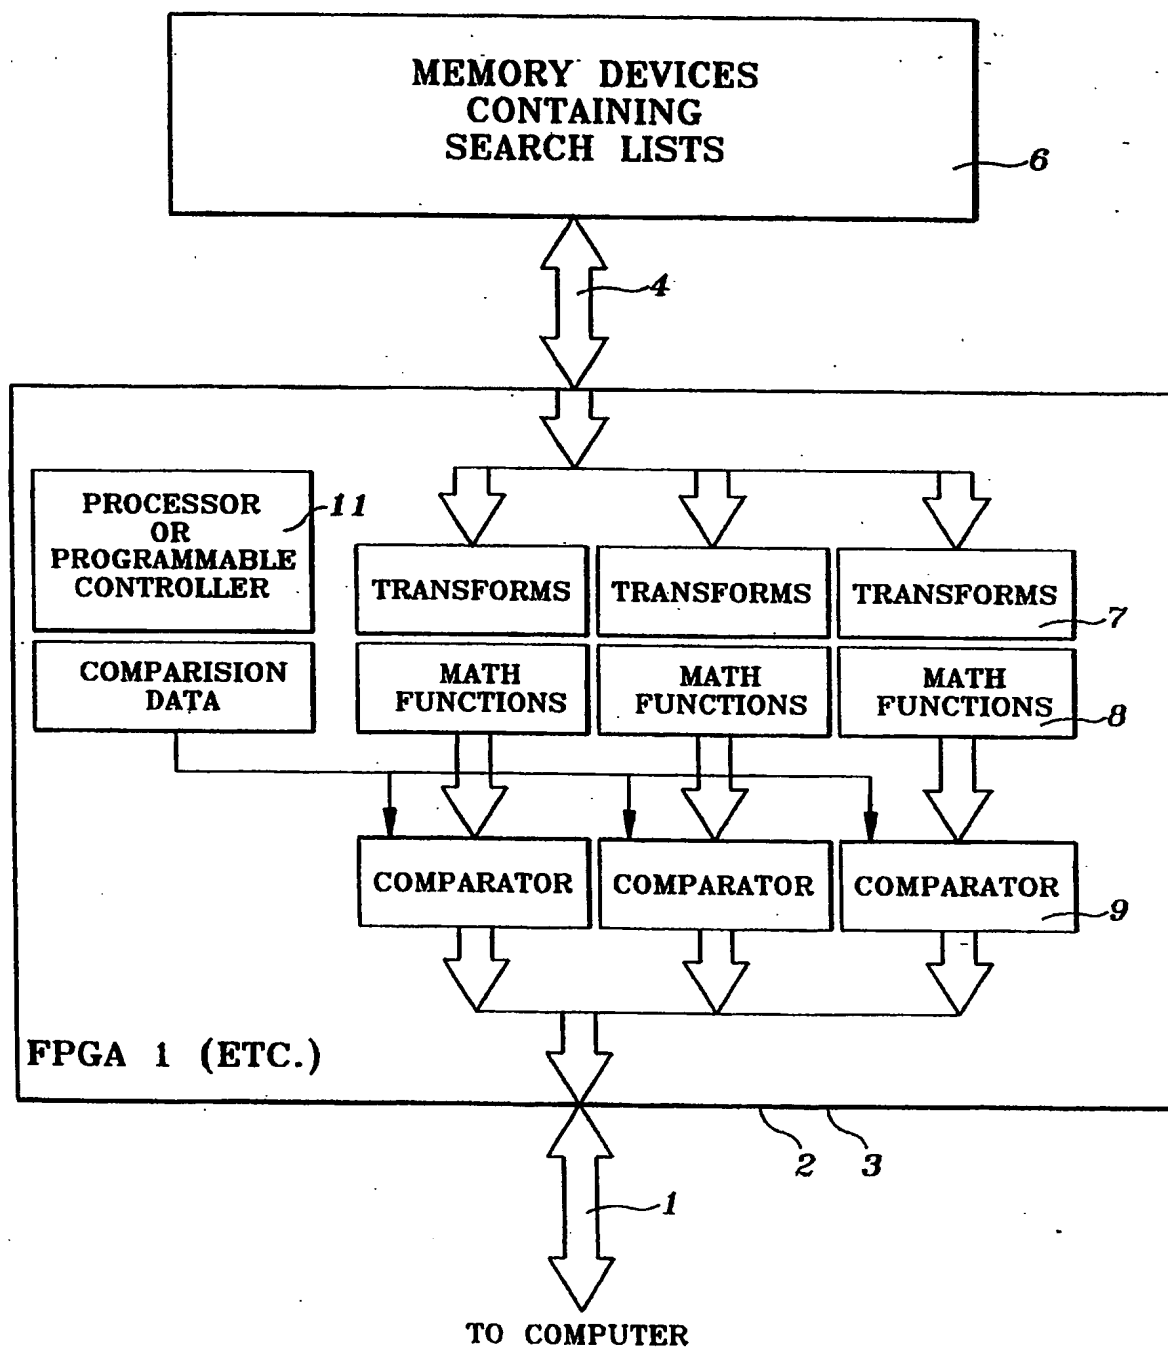 MEMORY DEVICES
CONTAINING
SEARCH LISTS
6
4
PROCESSOR
OR
PROGRAMMABLE
CONTROLLER
11
TRANSFORMS
TRANSFORMS
TRANSFORMS
7
COMPARISION
DATA
MATH
FUNCTIONS
MATH
FUNCTIONS
MATH
FUNCTIONS
8
COMPARATOR
COMPARATOR
COMPARATOR
9
FPGA 1 (ETC.)
2
3
1
TO COMPUTER